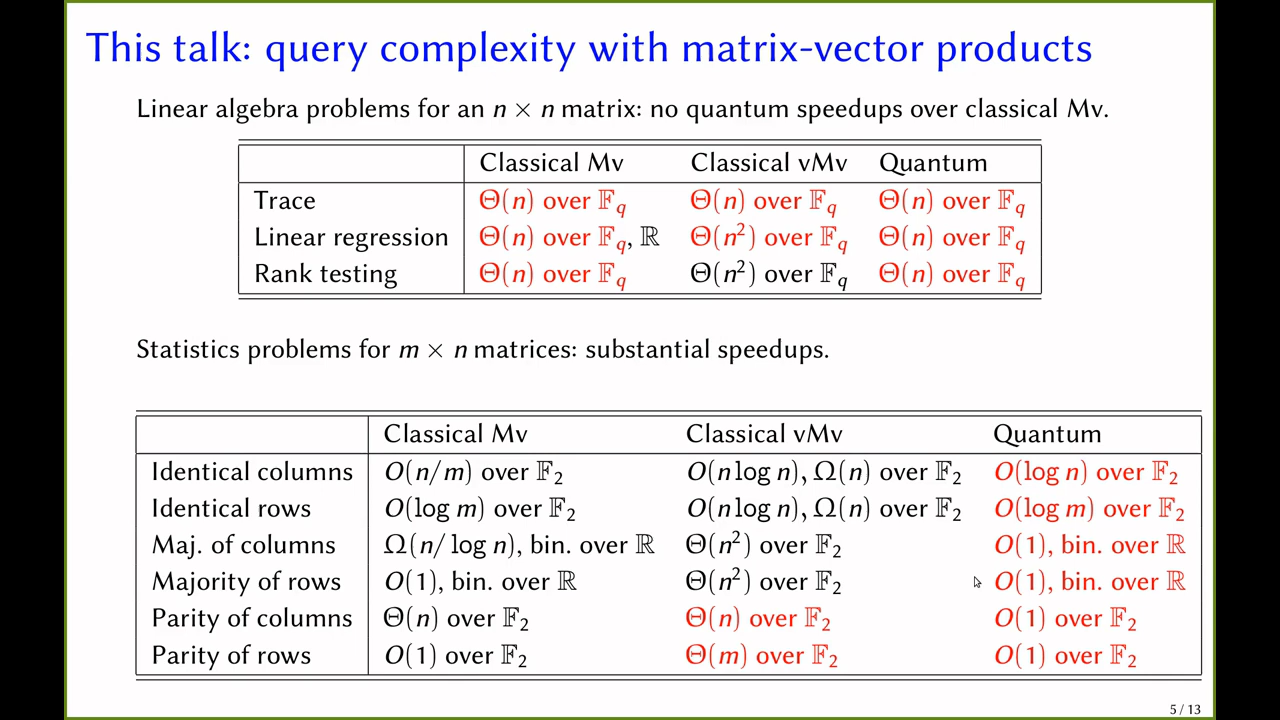 This talk: query complexity with matrix-vector products
Linear algebra problems for an n × n matrix: no quantum speedups over classical Mv.
Classical Mv Classical vMv Quantum
Trace Θ(n) over 𝔽_q Θ(n) over 𝔽_q Θ(n) over 𝔽_q
Linear regression Θ(n) over 𝔽_q, ℝ Θ(n²) over 𝔽_q Θ(n) over 𝔽_q
Rank testing Θ(n) over 𝔽_q Θ(n²) over 𝔽_q Θ(n) over 𝔽_q
Statistics problems for m × n matrices: substantial speedups.
Classical Mv Classical vMv Quantum
Identical columns O(n/m) over 𝔽₂ O(n log n), Ω(n) over 𝔽₂ O(log n) over 𝔽₂
Identical rows O(log m) over 𝔽₂ O(n log n), Ω(n) over 𝔽₂ O(log m) over 𝔽₂
Maj. of columns Ω(n/ log n), bin. over ℝ Θ(n²) over 𝔽₂ O(1), bin. over ℝ
Majority of rows O(1), bin. over ℝ Θ(n²) over 𝔽₂ O(1), bin. over ℝ
Parity of columns Θ(n) over 𝔽₂ Θ(n) over 𝔽₂ O(1) over 𝔽₂
Parity of rows O(1) over 𝔽₂ Θ(m) over 𝔽₂ O(1) over 𝔽₂
5 / 13